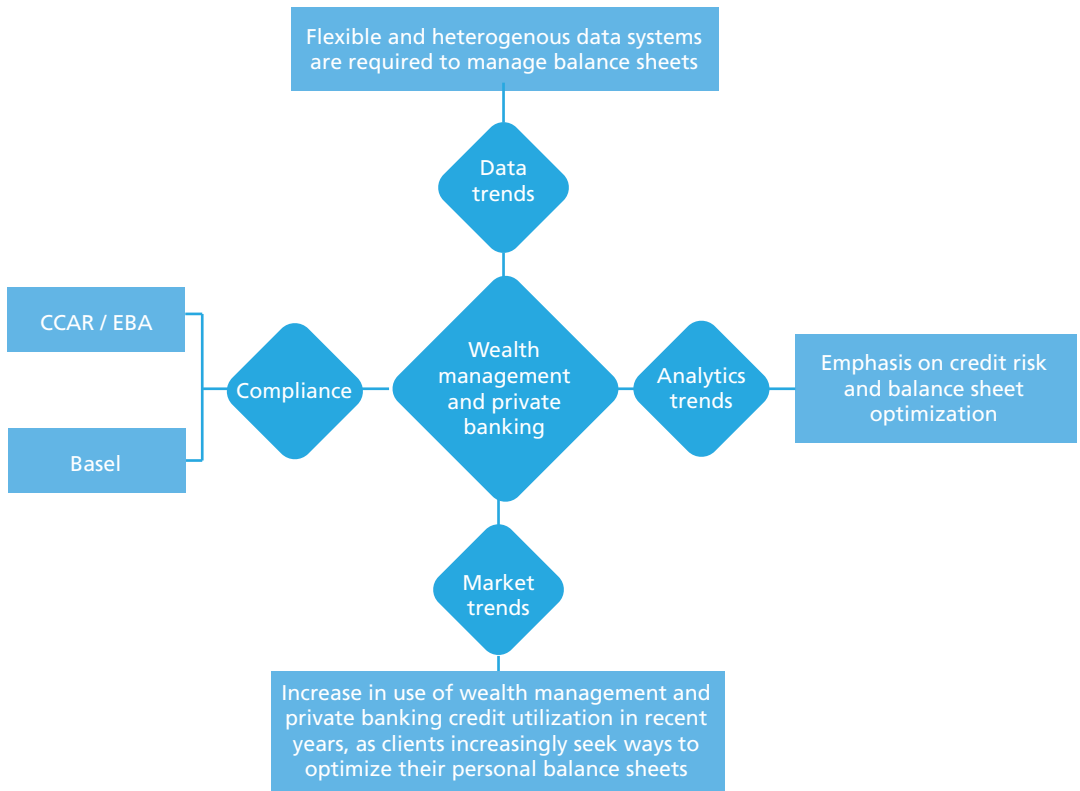 Flexible and heterogenous data systems
are required to manage balance sheets
Data
trends
CCAR / EBA
Basel
Compliance
Wealth
management
and private
banking
Analytics
trends
Emphasis on credit risk
and balance sheet
optimization
Market
trends
Increase in use of wealth management and
private banking credit utilization in recent
years, as clients increasingly seek ways to
optimize their personal balance sheets